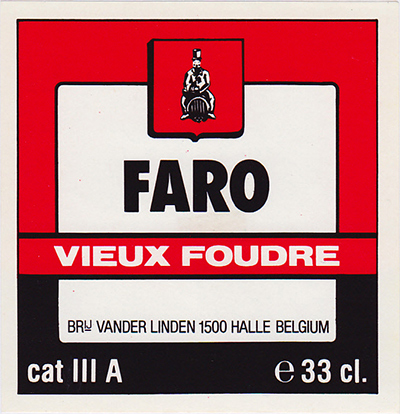 FARO
VIEUX FOUDRE
BRIJ VANDER LINDEN 1500 HALLE BELGIUM
cat III A
e 33 cl.